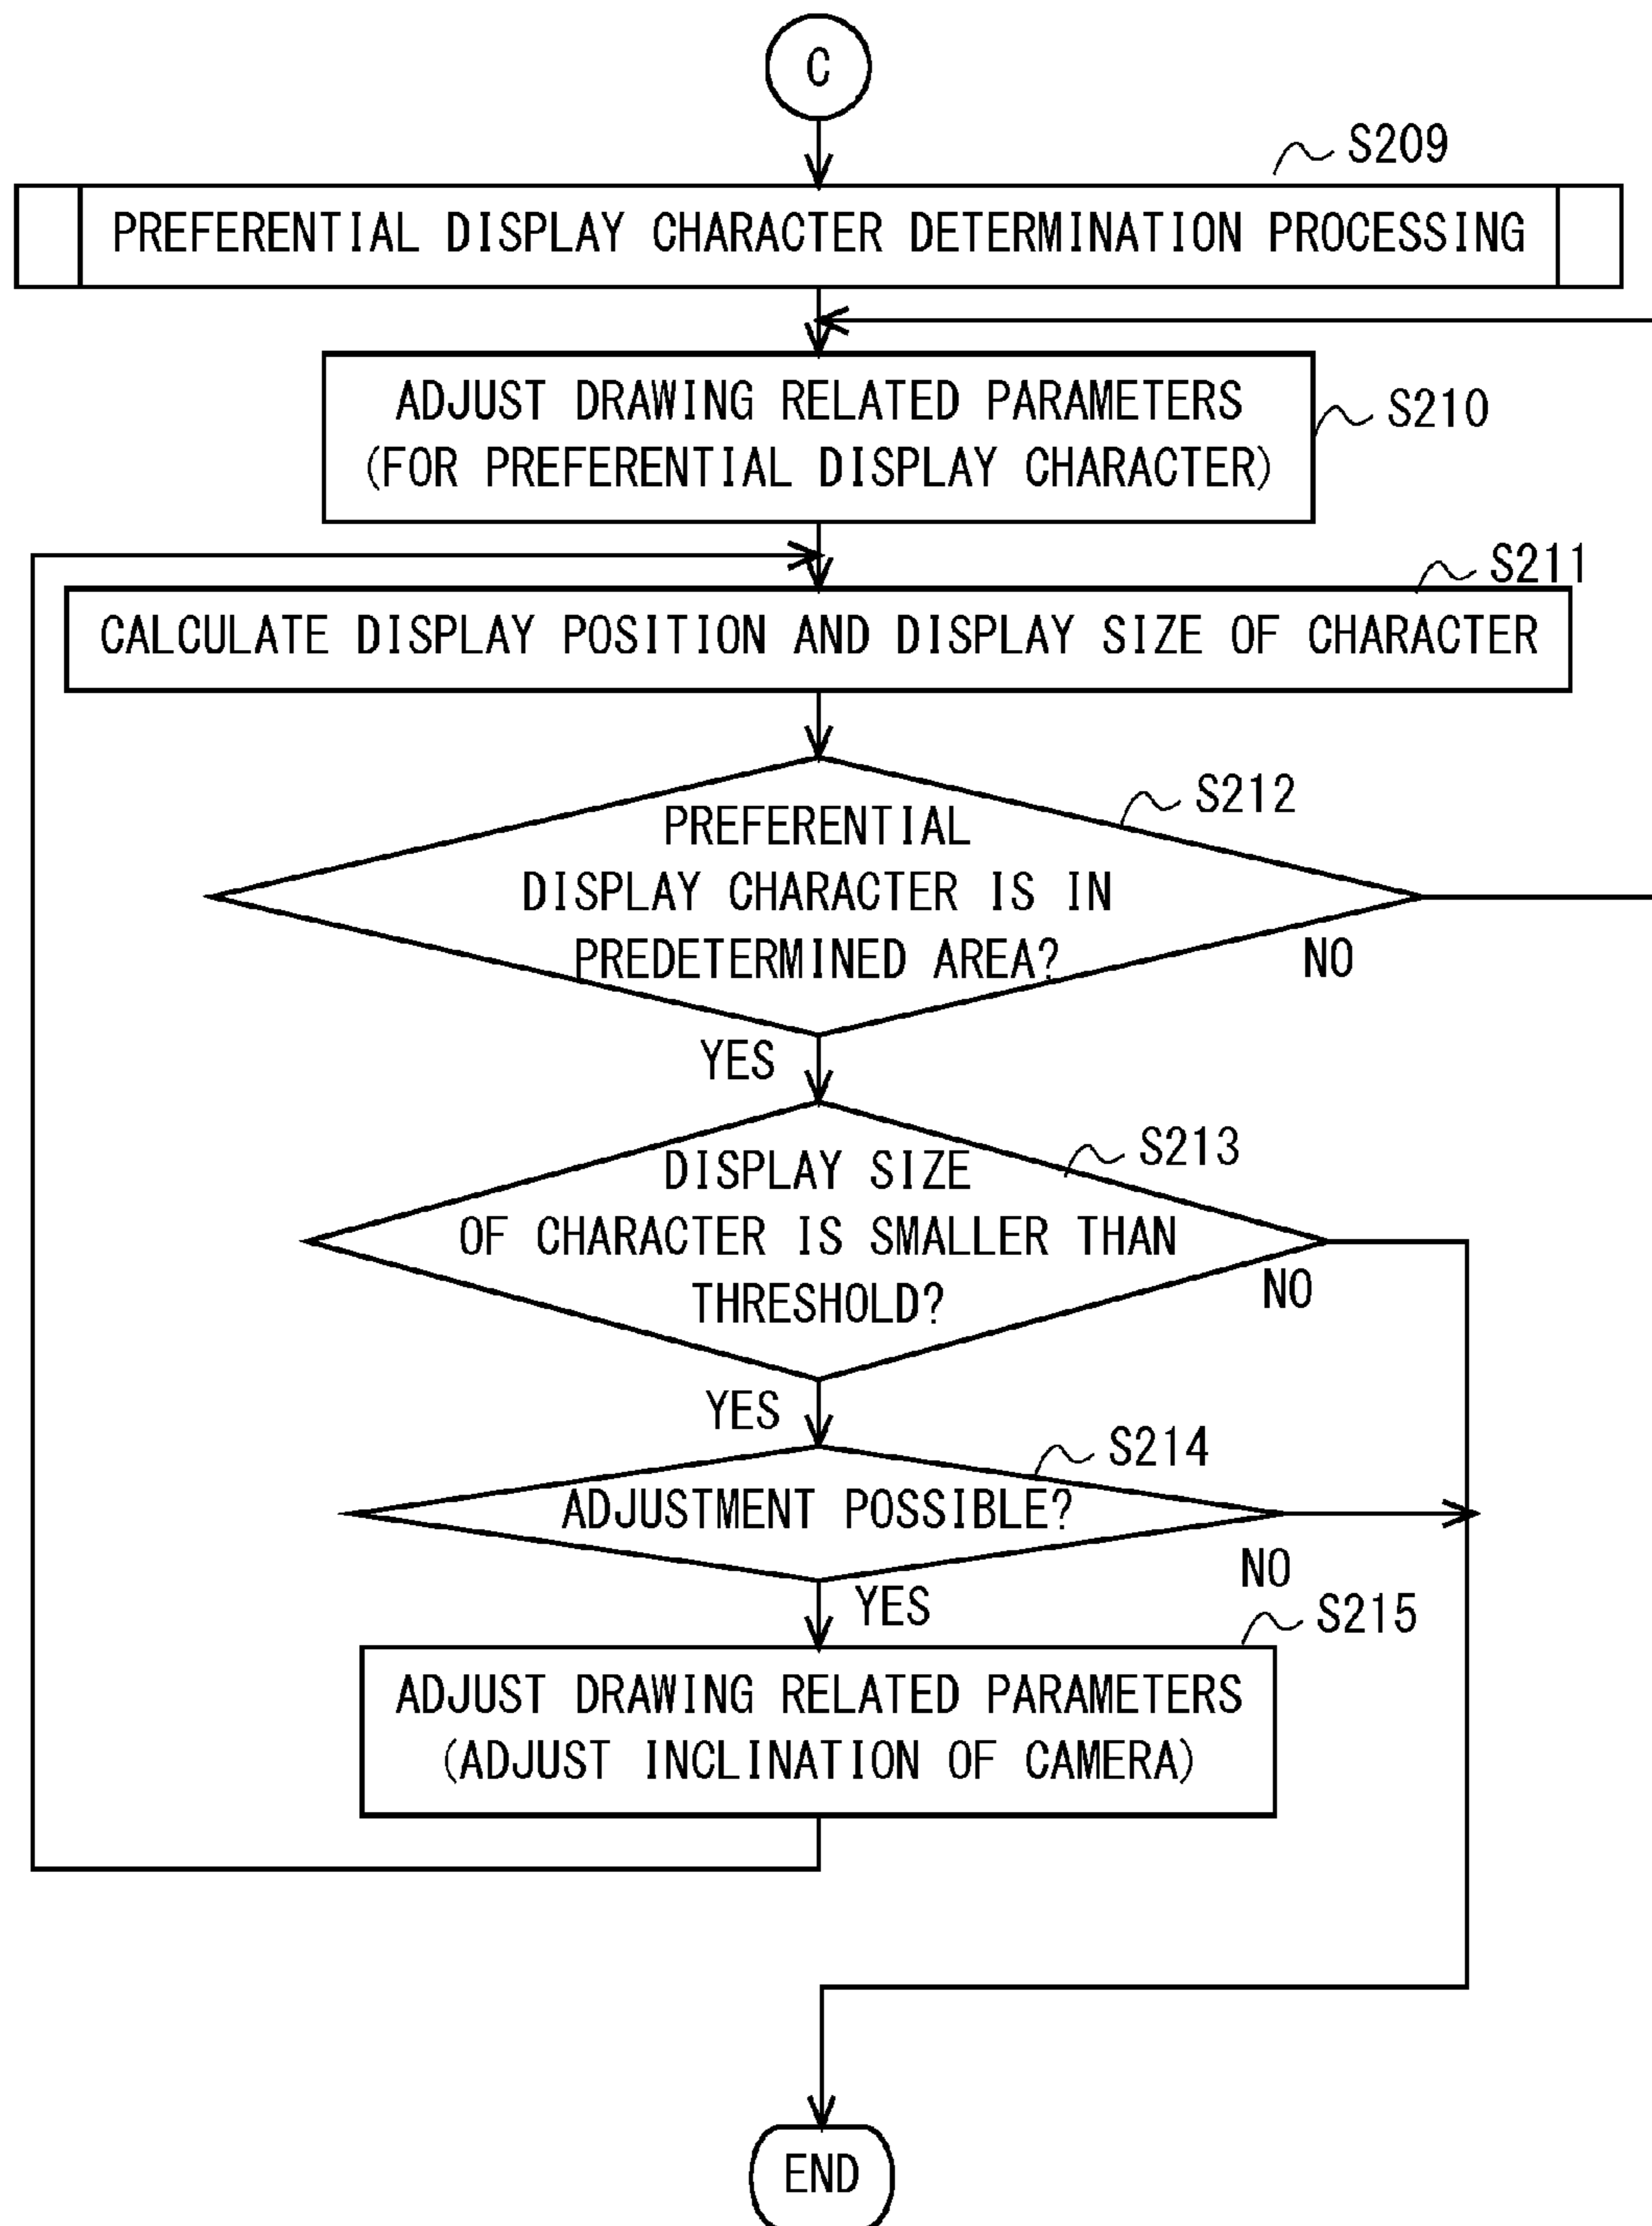 C
S209
PREFERENTIAL DISPLAY CHARACTER DETERMINATION PROCESSING
ADJUST DRAWING RELATED PARAMETERS
(FOR PREFERENTIAL DISPLAY CHARACTER)
S210
S211
CALCULATE DISPLAY POSITION AND DISPLAY SIZE OF CHARACTER
S212
PREFERENTIAL
DISPLAY CHARACTER IS IN
PREDETERMINED AREA?
NO
YES
S213
DISPLAY SIZE
OF CHARACTER IS SMALLER THAN
THRESHOLD?
NO
YES
S214
ADJUSTMENT POSSIBLE?
NO
YES
S215
ADJUST DRAWING RELATED PARAMETERS
(ADJUST INCLINATION OF CAMERA)
END